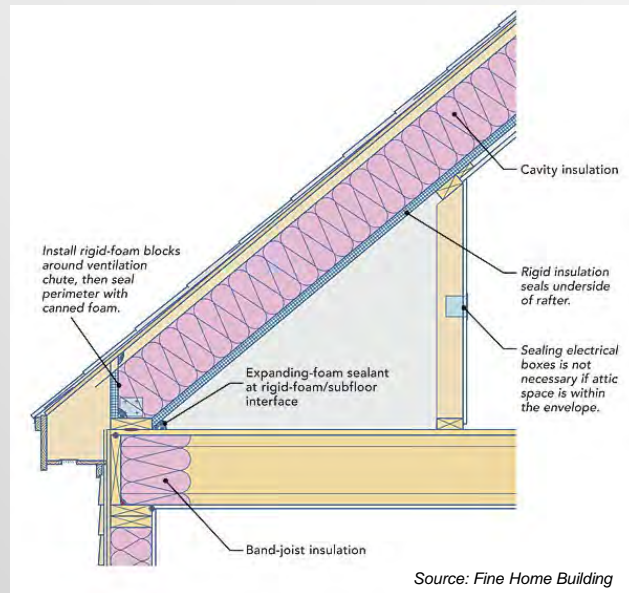 Cavity insulation
Install rigid-foam blocks
around ventilation
chute, then seal
perimeter with
canned foam.
Rigid insulation
seals underside
of rafter.
Sealing electrical
boxes is not
necessary if attic
space is within
the envelope.
Expanding-foam sealant
at rigid-foam/subfloor
interface
Band-joist insulation
Source: Fine Home Building